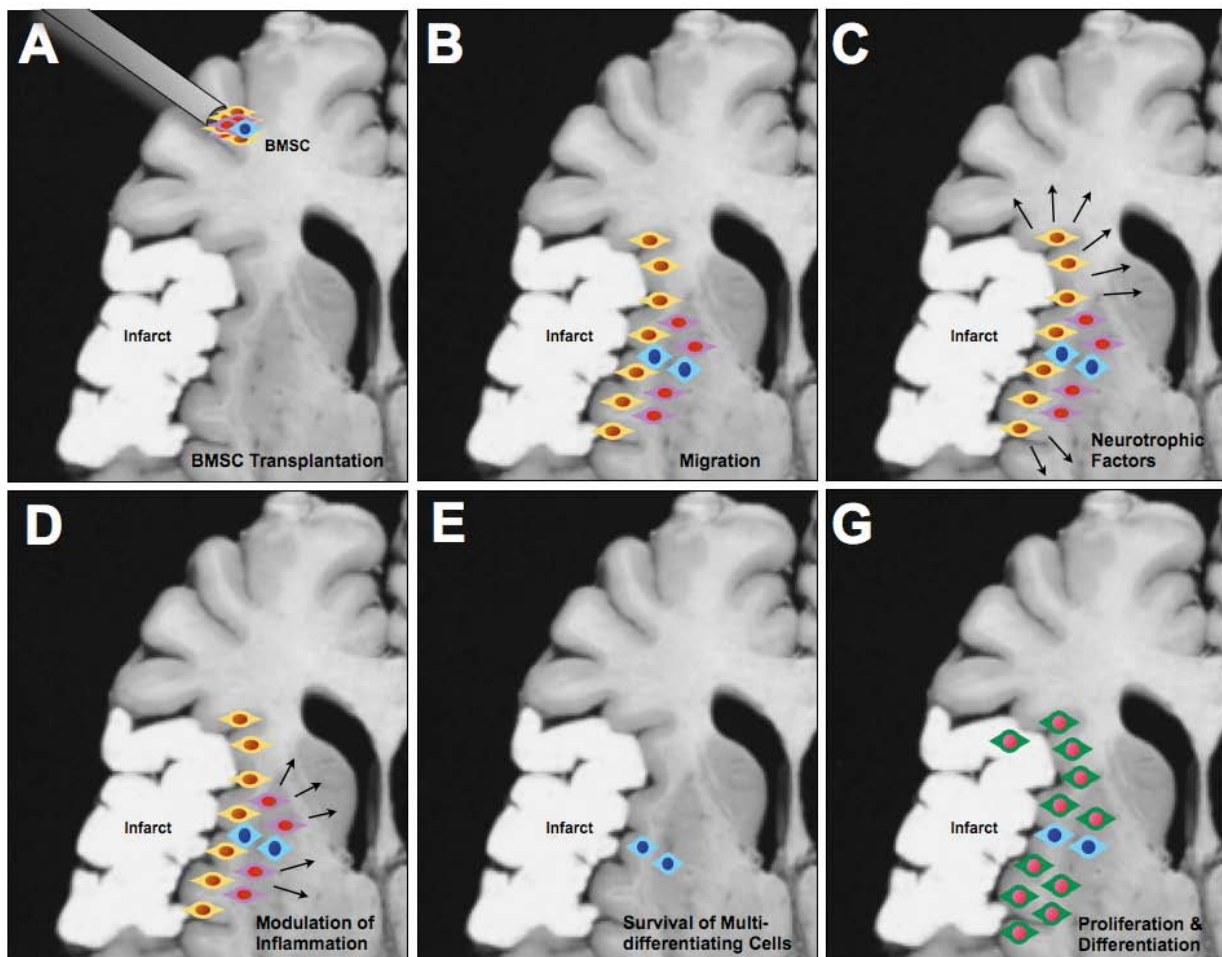 A
BMSC
Infarct
BMSC Transplantation
B
Infarct
Migration
C
Infarct
Neurotrophic
Factors
D
Infarct
Modulation of
Inflammation
E
Infarct
Survival of Multi-
differentiating Cells
G
Infarct
Proliferation &
Differentiation